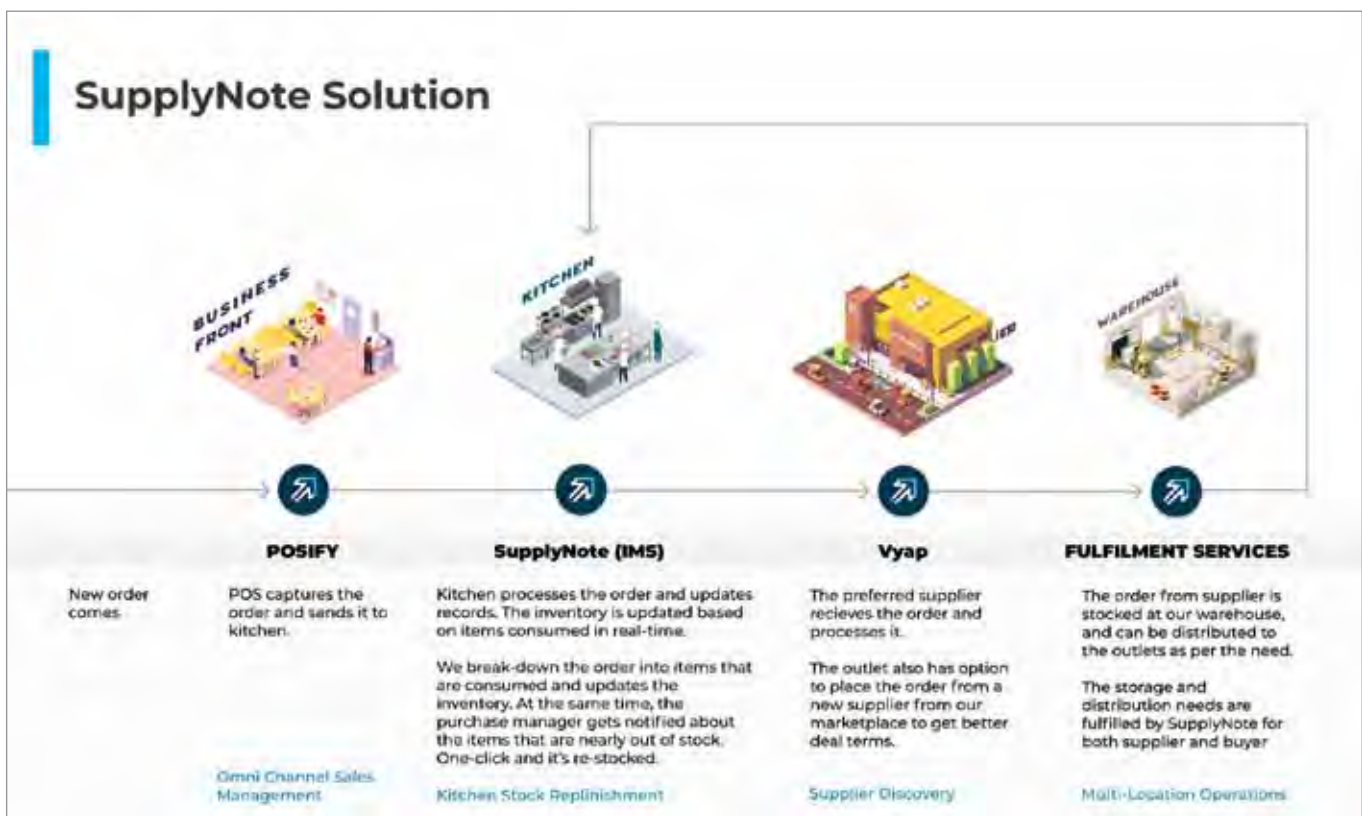 SupplyNote Solution
BUSINESS
FRONT
KITCHEN
IER
WAREHOUSE
POSIFY
SupplyNote (IMS)
Vyap
FULFILMENT SERVICES
New order
comes
POS captures the
order and sends it to
kitchen.
Omni Channel Sales
Management
Kitchen processes the order and updates
records. The inventory is updated based
on items consumed in real-time.
We break-down the order into items that
are consumed and updates the
inventory. At the same time, the
purchase manager gets notified about
the items that are nearly out of stock.
One-click and it's re-stocked.
Kitchen Stock Replinishment
The preferred supplier
recieves the order and
processes it.
The outlet also has option
to place the order from a
new supplier from our
marketplace to get better
deal terms.
Supplier Discovery
The order from supplier is
stocked at our warehouse,
and can be distributed to
the outlets as per the need.
The storage and
distribution needs are
fulfilled by SupplyNote for
both supplier and buyer
Multi-Location Operations